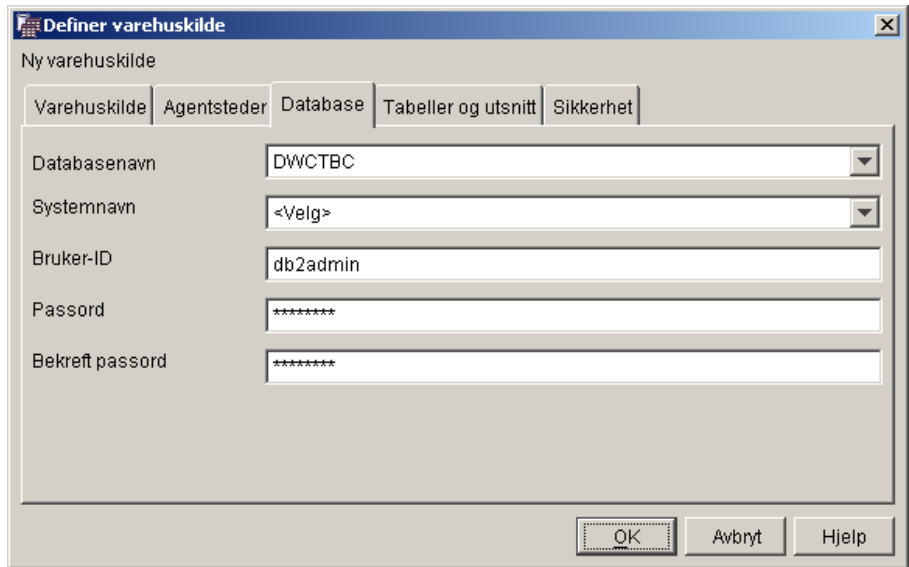 Definer varehuskilde
Ny varehuskilde
Varehuskilde Agentsteder Database Tabeller og utsnitt Sikkerhet
Databasenavn DWCTBC
Systemnavn <Velg>
Bruker-ID db2admin
Passord ********
Bekreft passord ********
OK Avbryt Hjelp